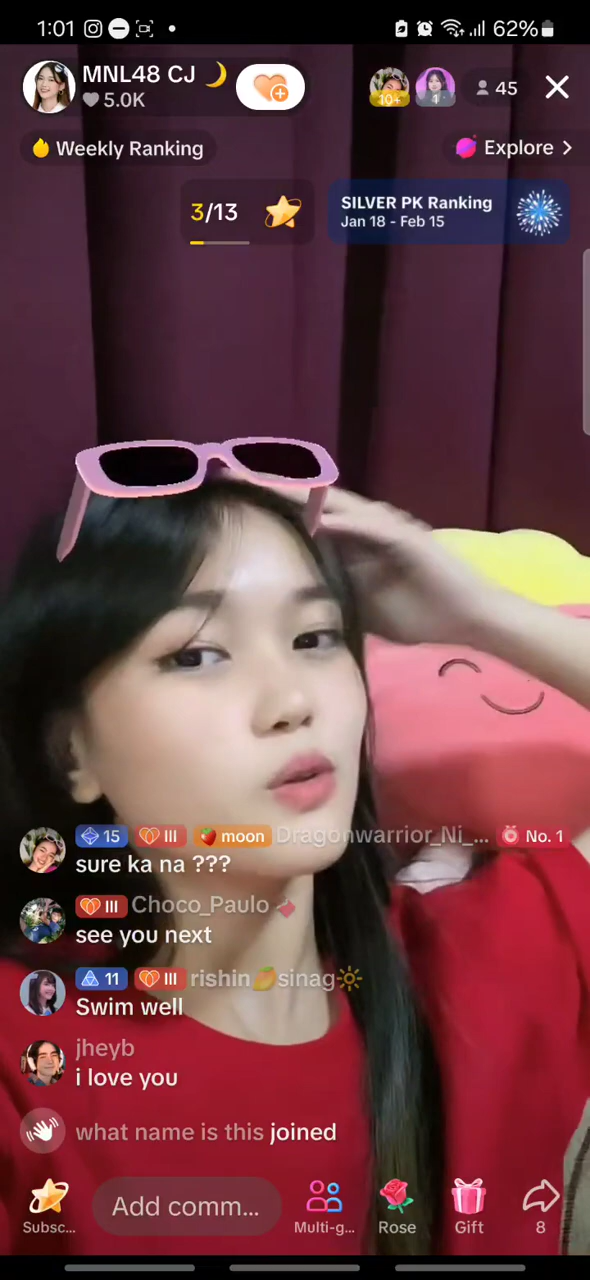 1:01 62%
MNL48 CJ 🌙
5.0K
10+ 4 45
Weekly Ranking
Explore >
3/13
SILVER PK Ranking
Jan 18 - Feb 15
15 III moon Dragonwarrior_Ni_... No. 1
sure ka na ???
III Choco_Paulo
see you next
11 III rishin🥭sinag🔆
Swim well
jheyb
i love you
what name is this joined
Add comm...
Subsc... Multi-g... Rose Gift 8